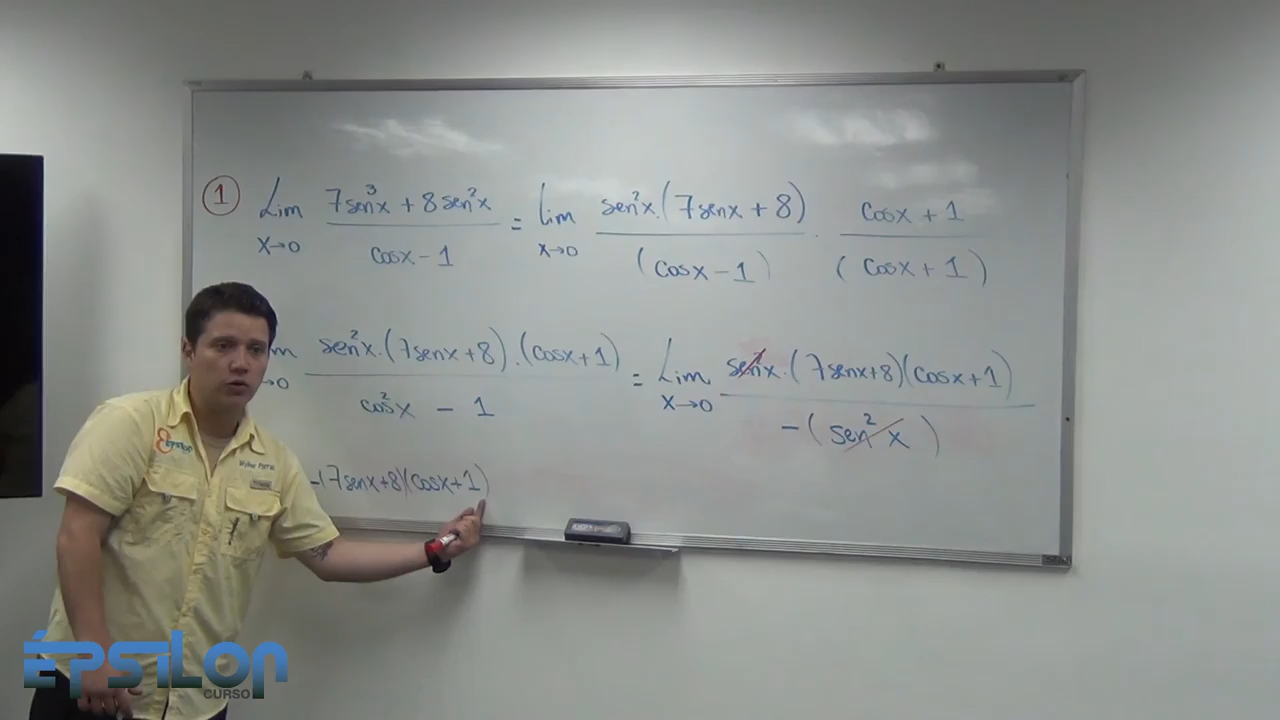 1 Lim x→0 7sen³x + 8sen²x / cosx - 1 = Lim x→0 sen²x.(7senx + 8) / (cosx - 1) . cosx + 1 / (cosx + 1)
m →0 sen²x.(7senx+8).(cosx+1) / cos²x - 1 = Lim x→0 sen²x.(7senx+8)(cosx+1) / -(sen²x)
-(7senx+8)(cosx+1)
Épsilon
ÉPSILON
CURSO